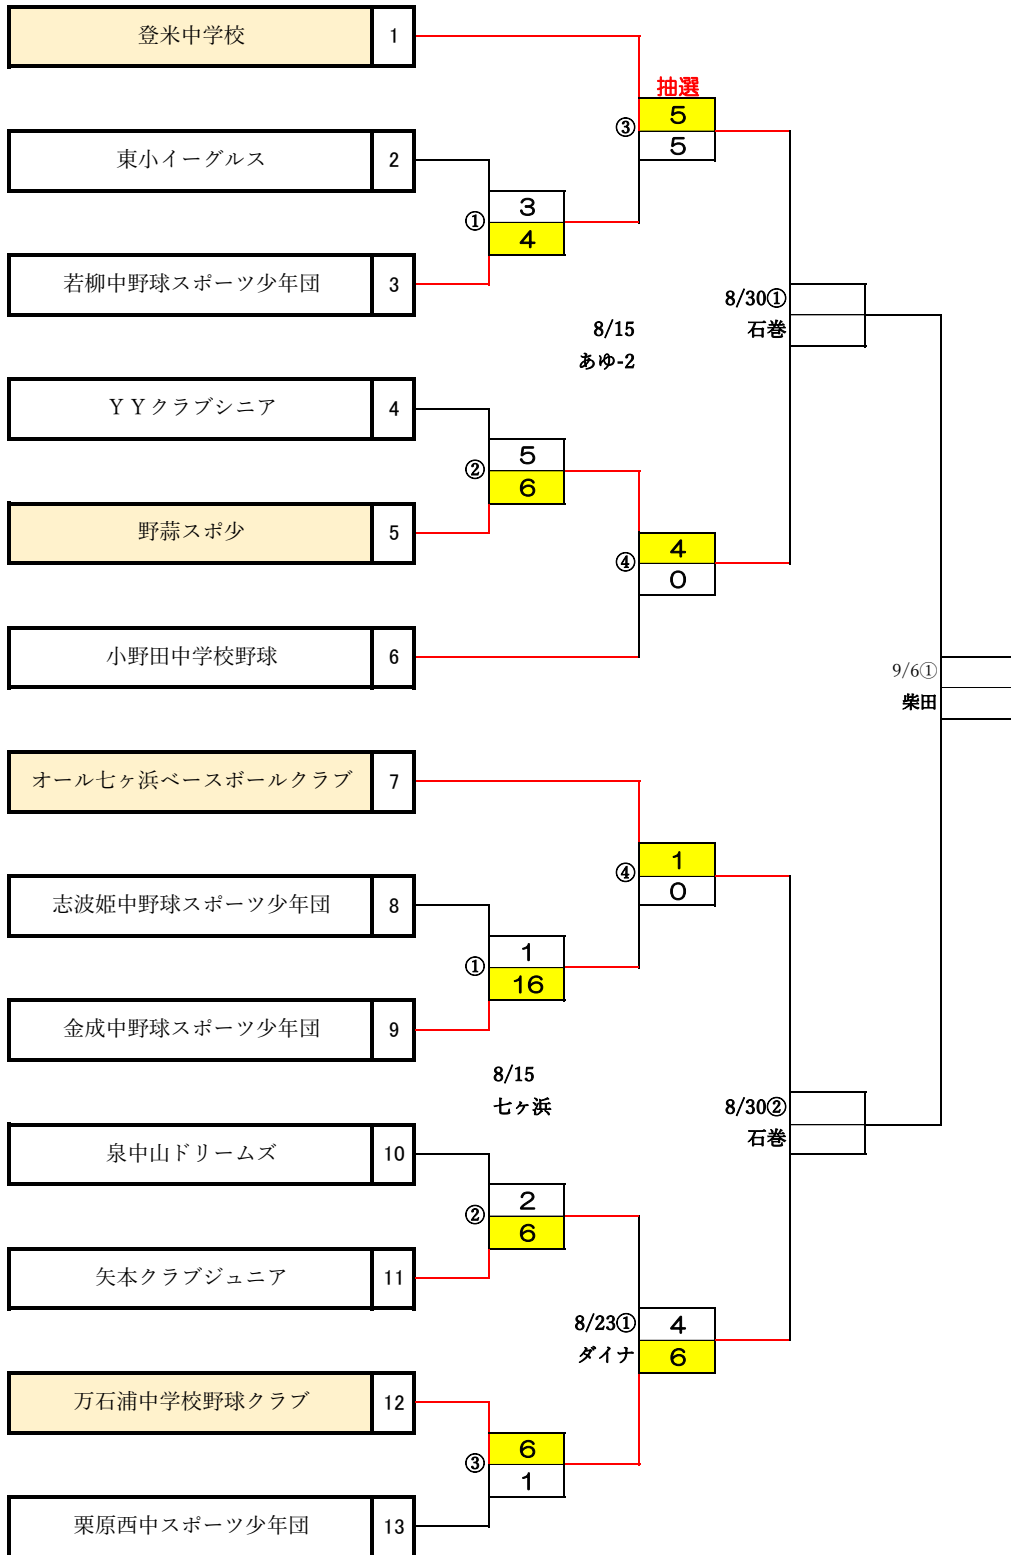 登米中学校 1
抽選
5
③
5
東小イーグルス 2
3
①
4
若柳中野球スポーツ少年団 3
8/30①
石巻
8/15
あゆ-2
ＹＹクラブシニア 4
5
②
6
野蒜スポ少 5
4
④
0
小野田中学校野球 6
9/6①
柴田
オール七ヶ浜ベースボールクラブ 7
1
④
0
志波姫中野球スポーツ少年団 8
1
①
16
金成中野球スポーツ少年団 9
8/15
七ヶ浜
8/30②
石巻
泉中山ドリームズ 10
2
②
6
矢本クラブジュニア 11
8/23①
ダイナ
4
6
万石浦中学校野球クラブ 12
6
③
1
栗原西中スポーツ少年団 13